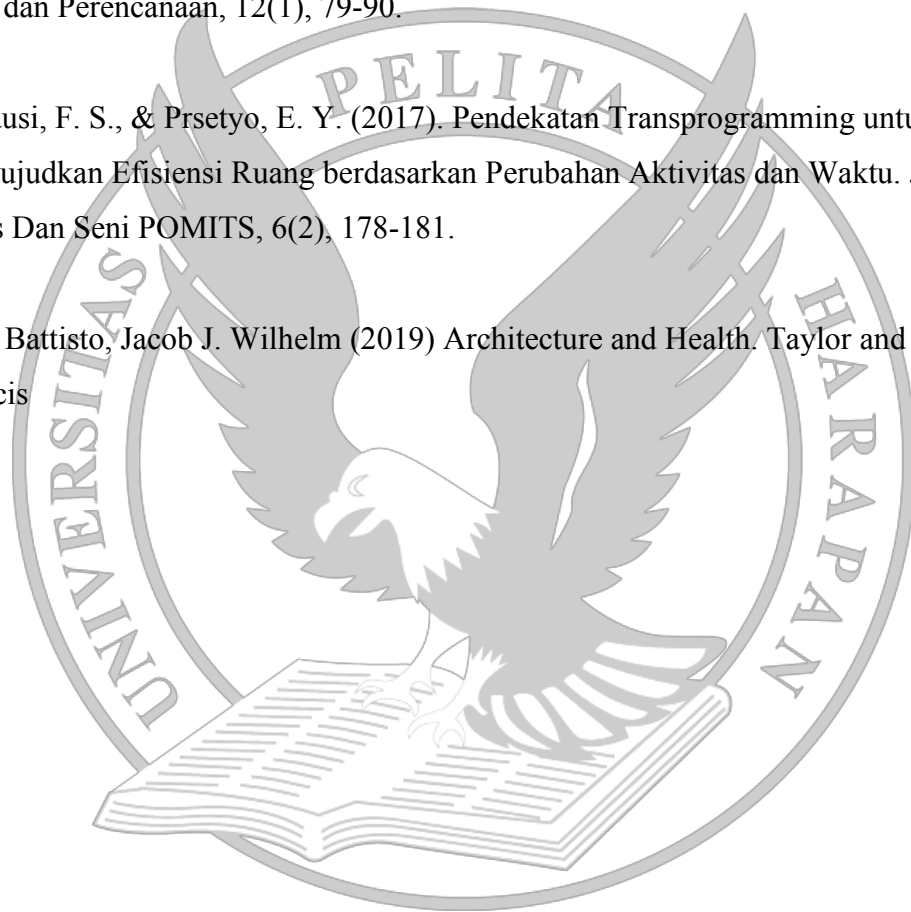 dan Perencanaan, 12(1), 79-90.
PELITA
usi, F. S., & Prsetyo, E. Y. (2017). Pendekatan Transprogramming untu
ujudkan Efisiensi Ruang berdasarkan Perubahan Aktivitas dan Waktu.
s Dan Seni POMITS, 6(2), 178-181.
UNIVERSITAS
HARAPAN
Battisto, Jacob J. Wilhelm (2019) Architecture and Health. Taylor and
cis